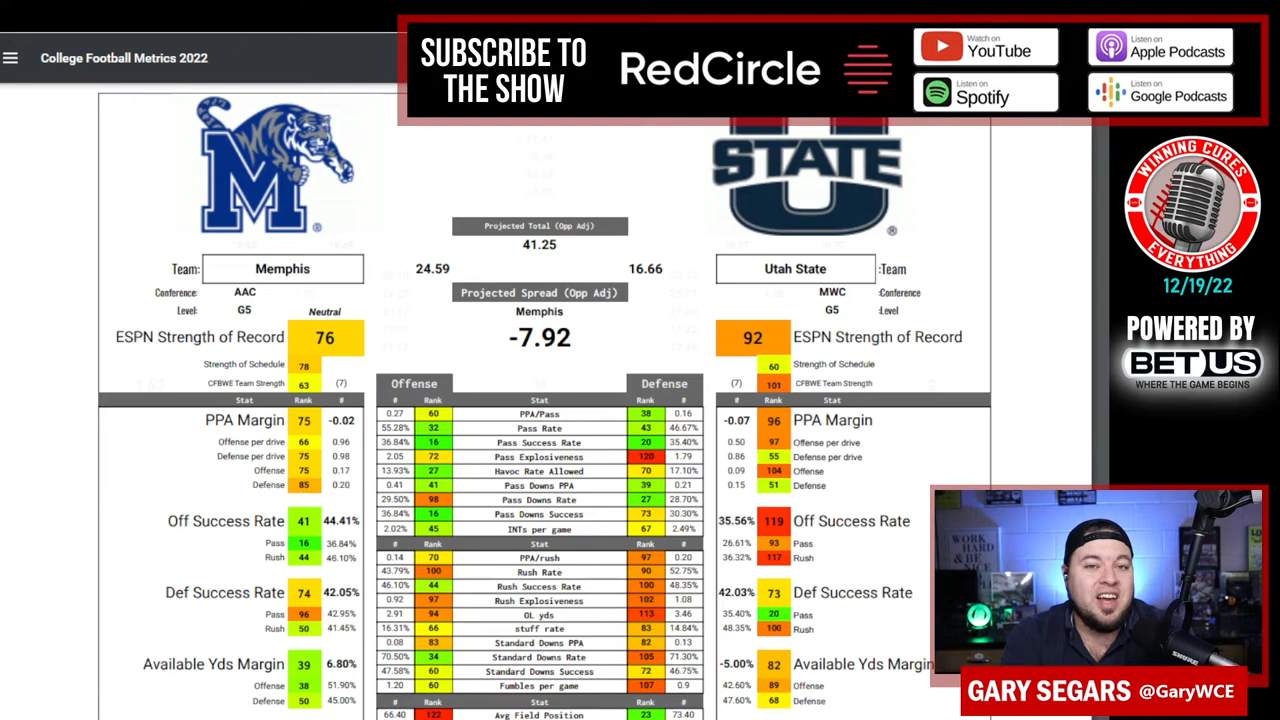 College Football Metrics 2022
SUBSCRIBE TO
THE SHOW
RedCircle
Watch on
YouTube
Listen on
Apple Podcasts
Listen on
Spotify
Listen on
Google Podcasts
WINNING CURES
EVERYTHING
12/19/22
POWERED BY
BETUS
WHERE THE GAME BEGINS
M
STATE
Projected Total (Opp Adj)
41.25
Team: Memphis 24.59 16.66 Utah State :Team
Conference: AAC Projected Spread (Opp Adj) MWC :Conference
Level: G5 Neutral Memphis G5 :Level
ESPN Strength of Record 76 -7.92 92 ESPN Strength of Record
Strength of Schedule 78 60 Strength of Schedule
CFBWE Team Strength 63 (7) Offense Defense (7) 101 CFBWE Team Strength
Stat Rank # # Rank Stat Rank # # Rank Stat
0.27 60 PPA/Pass 38 0.16
PPA Margin 75 -0.02 55.28% 32 Pass Rate 43 46.67% -0.07 96 PPA Margin
Offense per drive 66 0.96 36.84% 16 Pass Success Rate 20 35.40% 0.50 97 Offense per drive
Defense per drive 75 0.98 2.05 72 Pass Explosiveness 120 1.79 0.86 55 Defense per drive
Offense 75 0.17 13.93% 27 Havoc Rate Allowed 70 17.10% 0.09 104 Offense
Defense 85 0.20 0.41 41 Pass Downs PPA 39 0.21 0.15 51 Defense
29.50% 98 Pass Downs Rate 27 28.70%
Off Success Rate 41 44.41% 36.84% 16 Pass Downs Success 73 30.30% 35.56% 119 Off Success Rate
2.02% 45 INTs per game 67 2.49%
Pass 16 36.84% # Rank Stat Rank # 26.61% 93 Pass
Rush 44 46.10% 0.14 70 PPA/rush 97 0.20 36.32% 117 Rush
43.79% 100 Rush Rate 90 52.75%
46.10% 44 Rush Success Rate 100 48.35%
Def Success Rate 74 42.05% 0.92 97 Rush Explosiveness 102 1.08 42.03% 73 Def Success Rate
Pass 96 42.95% 2.91 94 OL yds 113 3.46 35.40% 20 Pass
Rush 50 41.45% 16.31% 66 stuff rate 83 14.84% 48.35% 100 Rush
0.08 83 Standard Downs PPA 82 0.13
Available Yds Margin 39 6.80% 70.50% 34 Standard Downs Rate 105 71.30% -5.00% 82 Available Yds Margin
47.58% 60 Standard Downs Success 72 46.75%
Offense 38 51.90% 1.20 60 Fumbles per game 107 0.9 42.60% 89 Offense
Defense 50 45.00% # Rank Stat Rank # 47.60% 68 Defense
66.40 122 Avg Field Position 23 73.40
WORK
HARD &
SHURE
GARY SEGARS @GaryWCE